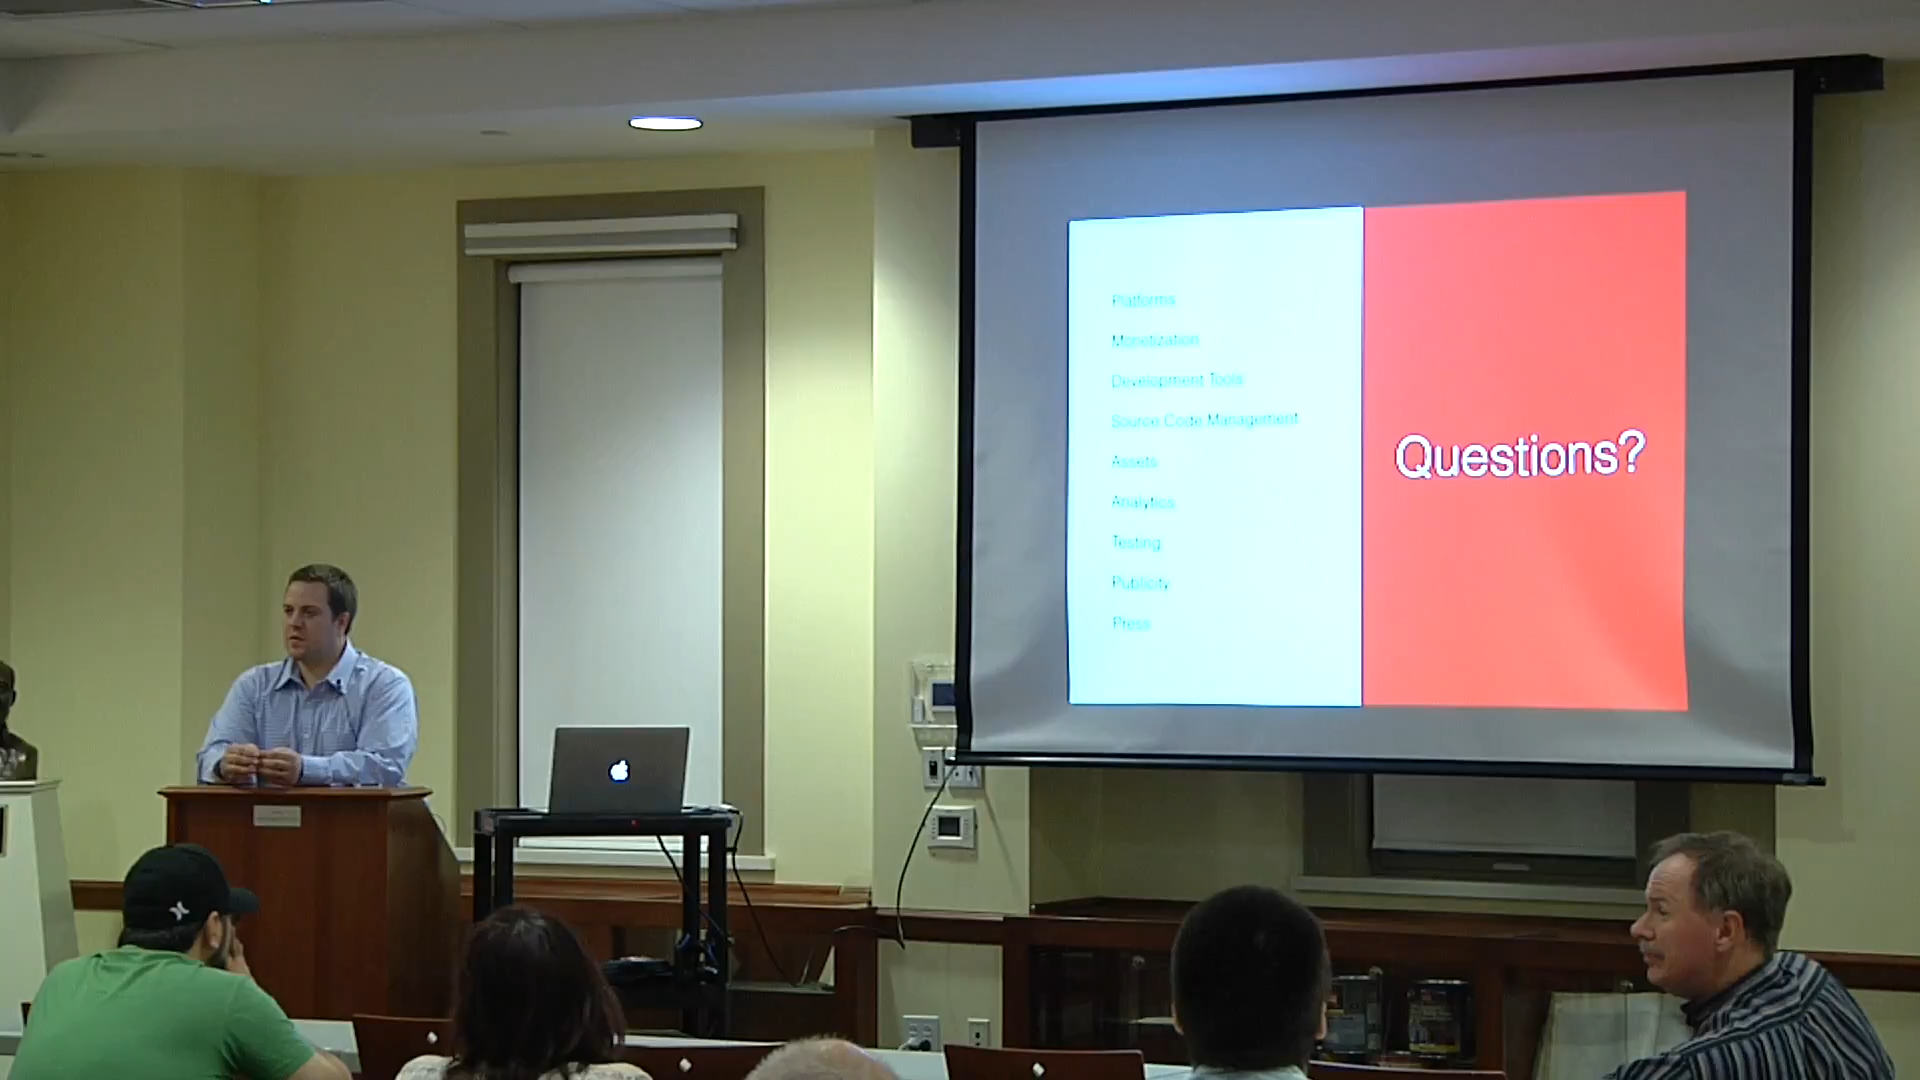 Platforms
Monetization
Development Tools
Source Code Management
Assets
Analytics
Testing
Publicity
Press
Questions?